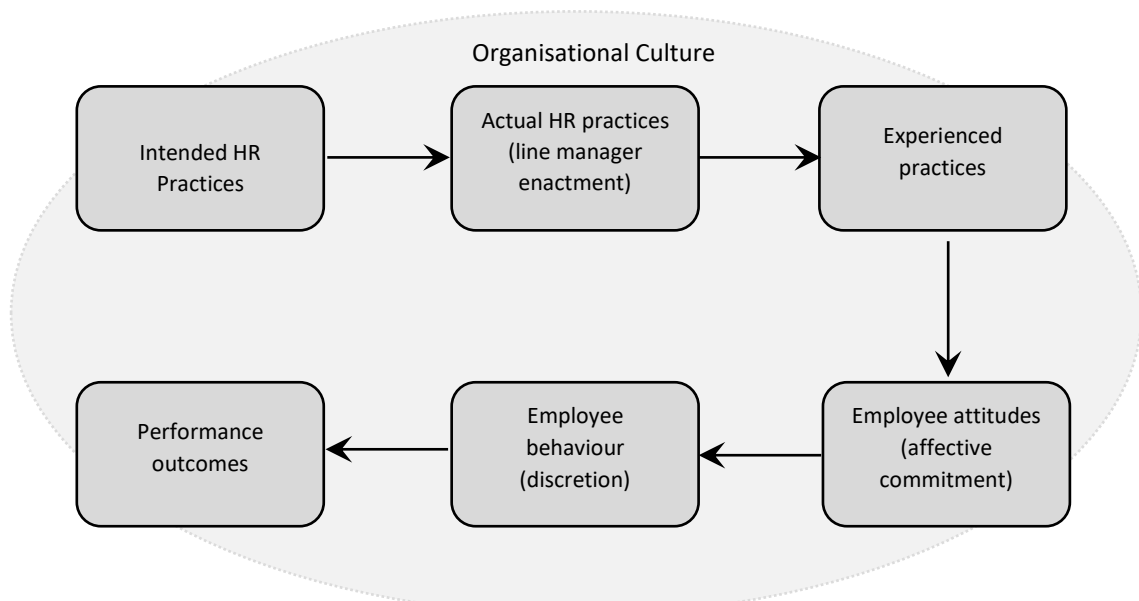 Organisational Culture
Intended HR
Practices
Actual HR practices
(line manager
enactment)
Experienced
practices
Performance
outcomes
Employee
behaviour
(discretion)
Employee attitudes
(affective
commitment)